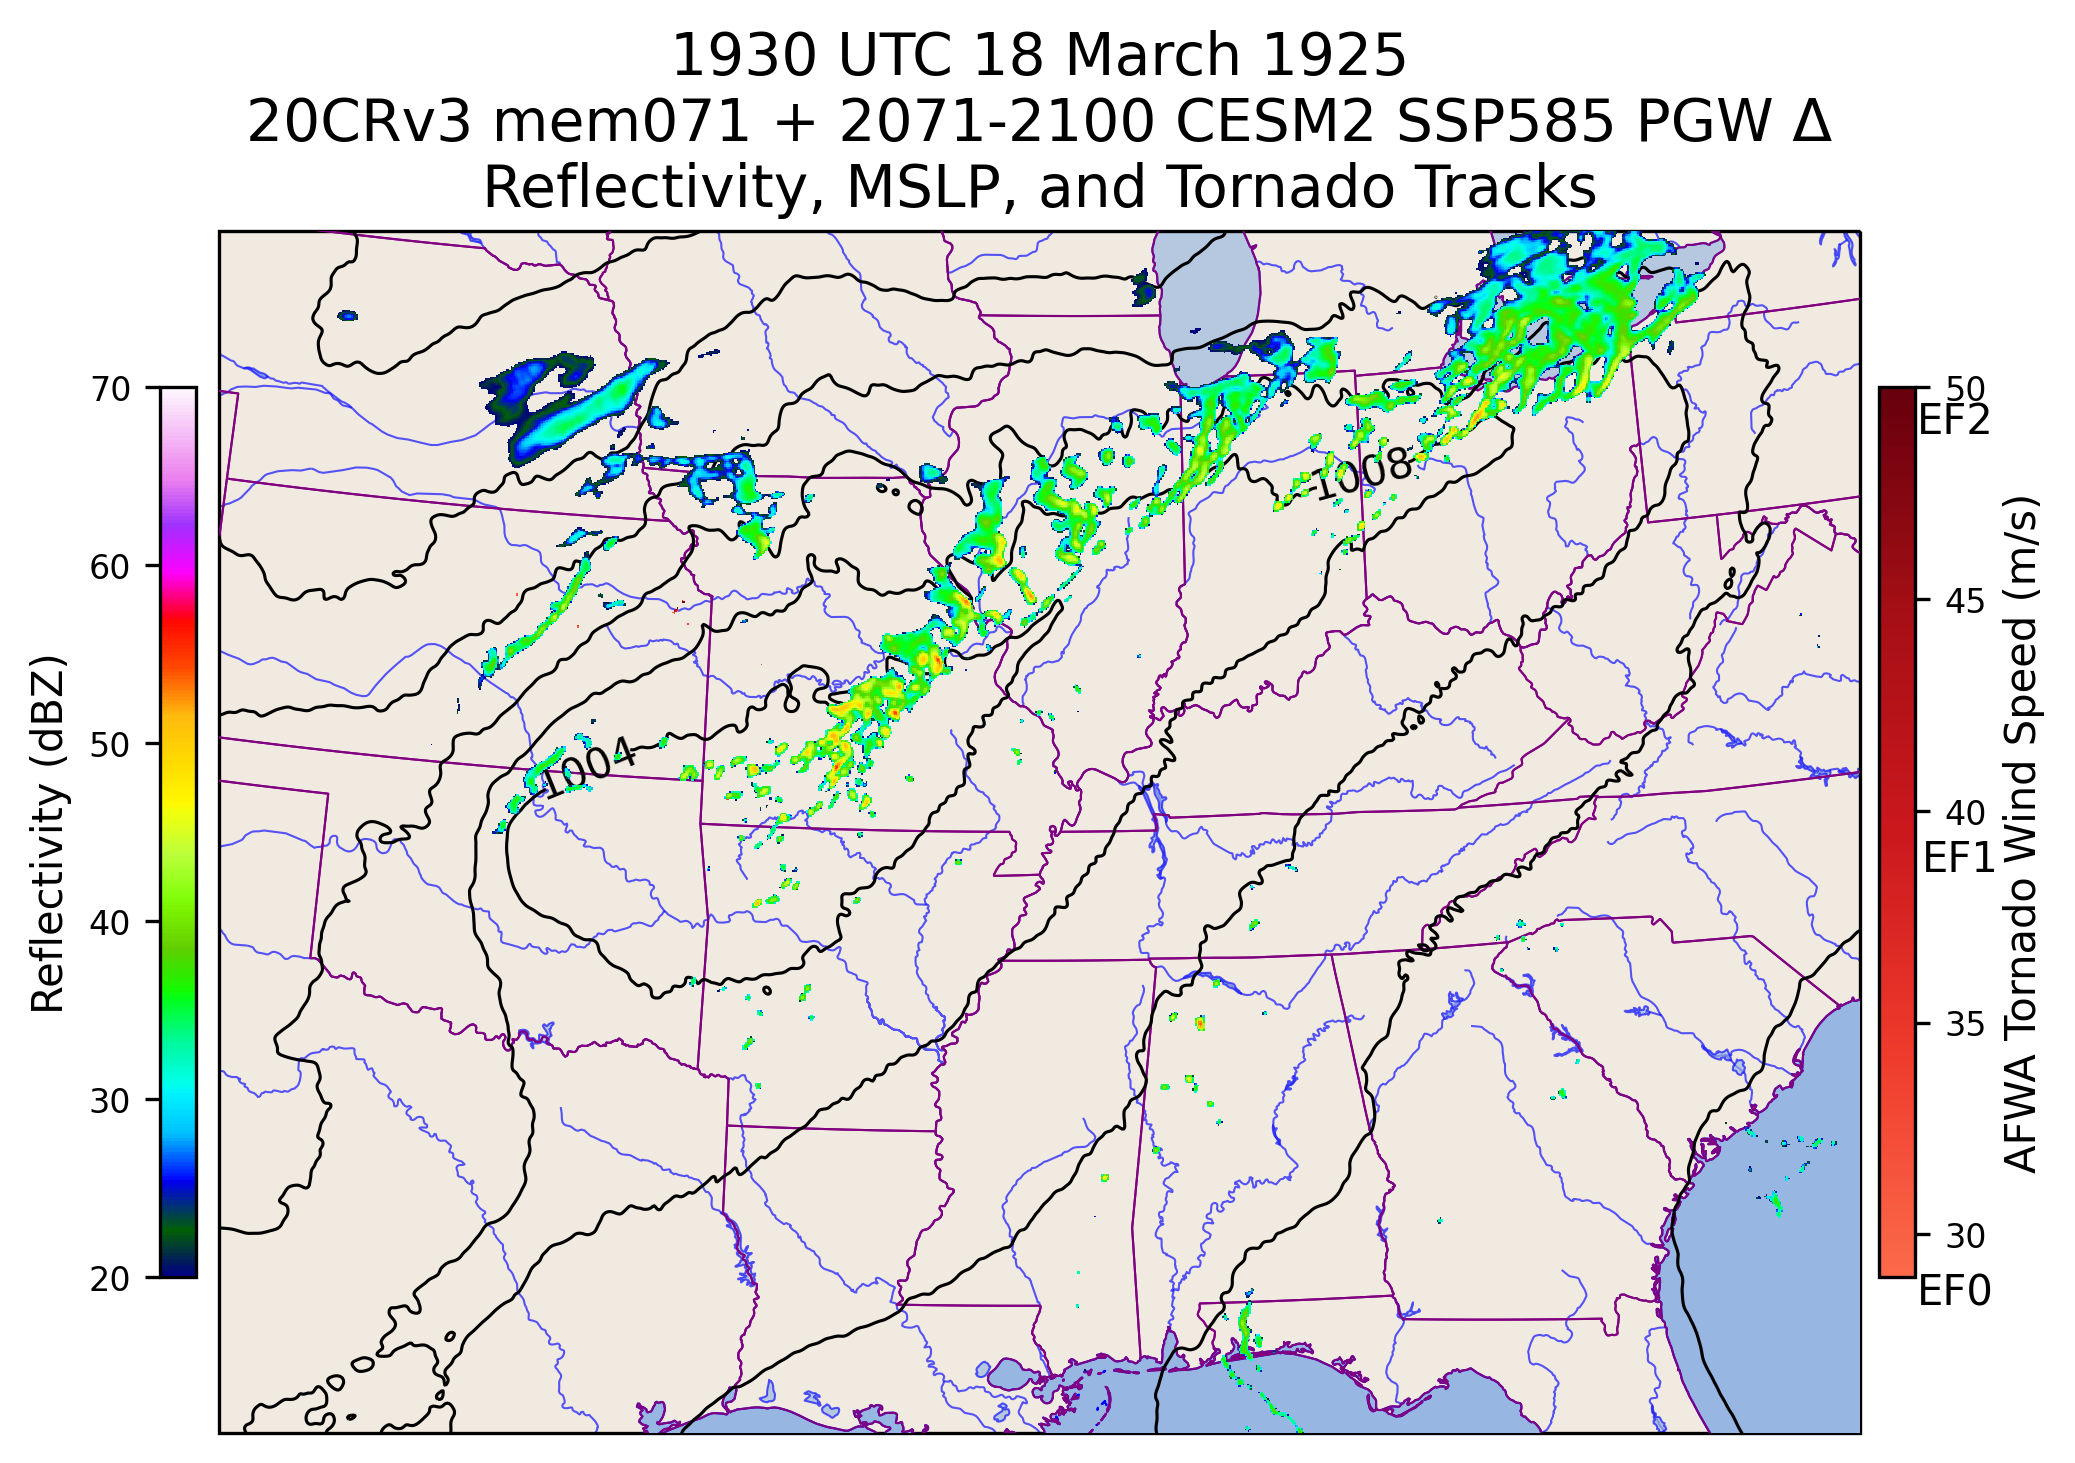 1930 UTC 18 March 1925
20CRv3 mem071 + 2071-2100 CESM2 SSP585 PGW Δ
Reflectivity, MSLP, and Tornado Tracks
70
60
50
40
30
20
Reflectivity (dBZ)
1008
1004
50
EF2
45
40
EF1
35
30
EF0
AFWA Tornado Wind Speed (m/s)